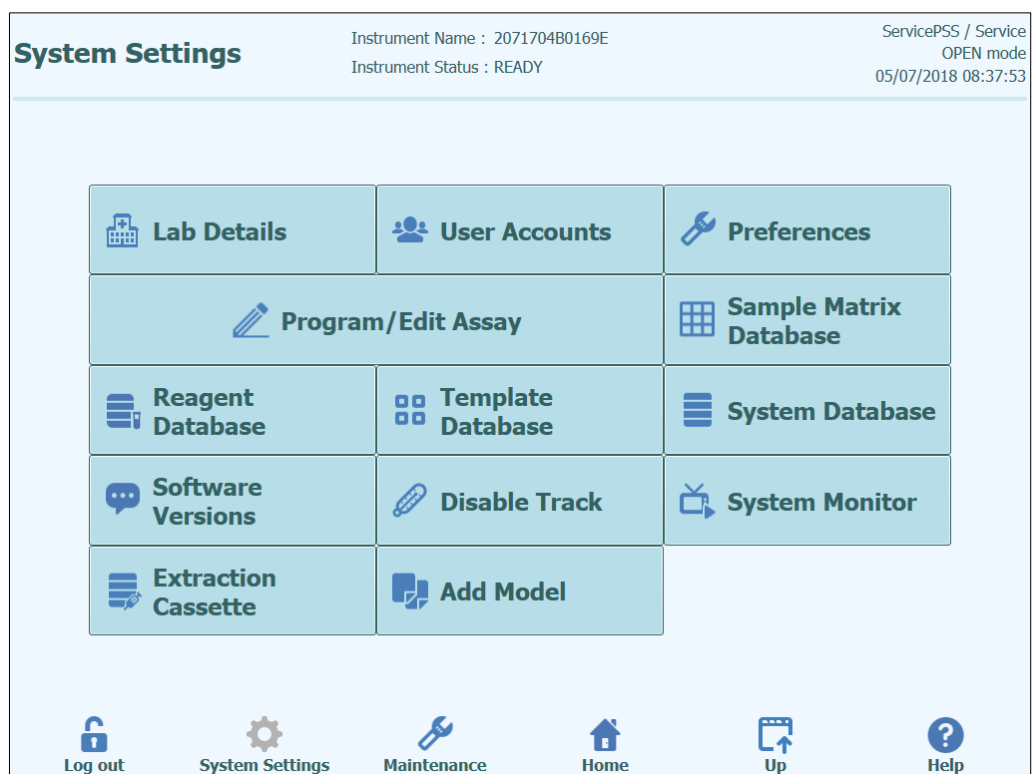 System Settings
Instrument Name : 2071704B0169E
Instrument Status : READY
ServicePSS / Service
OPEN mode
05/07/2018 08:37:53
Lab Details
User Accounts
Preferences
Program/Edit Assay
Sample Matrix
Database
Reagent
Database
Template
Database
System Database
Software
Versions
Disable Track
System Monitor
Extraction
Cassette
Add Model
Log out
System Settings
Maintenance
Home
Up
Help